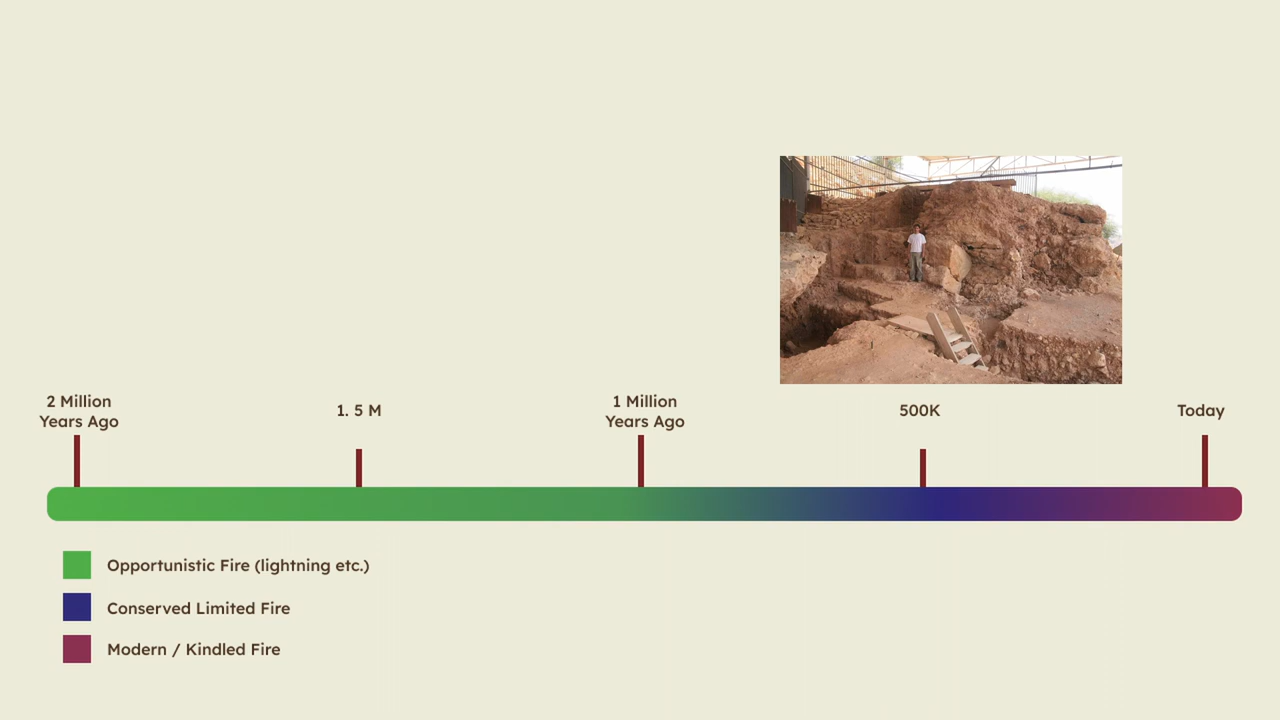 2 Million
Years Ago
1. 5 M
1 Million
Years Ago
500K
Today
Opportunistic Fire (lightning etc.)
Conserved Limited Fire
Modern / Kindled Fire